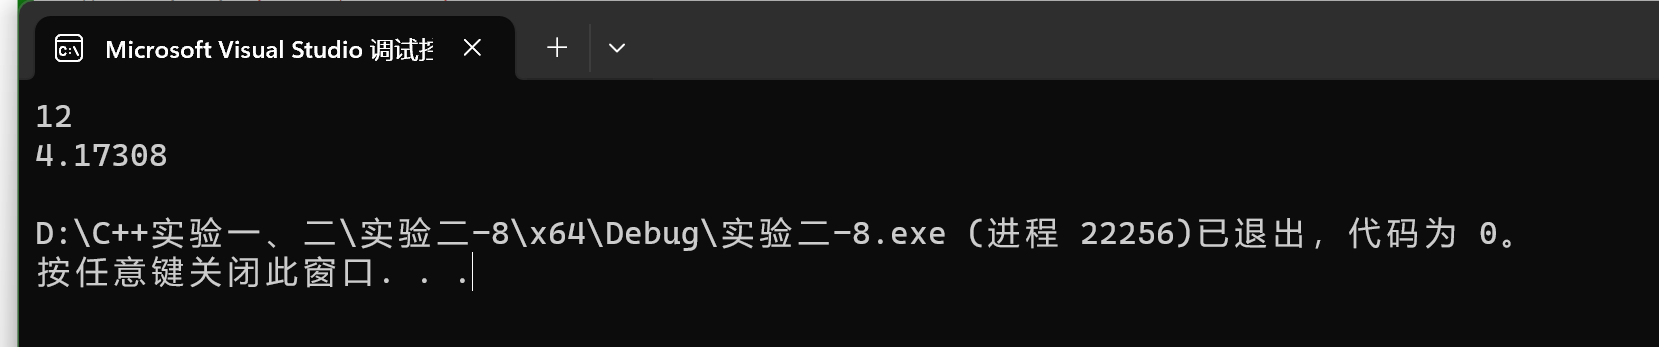 Microsoft Visual Studio 调试
12
4.17308
D:\C++实验一、二\实验二-8\x64\Debug\实验二-8.exe (进程 22256)已退出，代码为 0。
按任意键关闭此窗口. . .